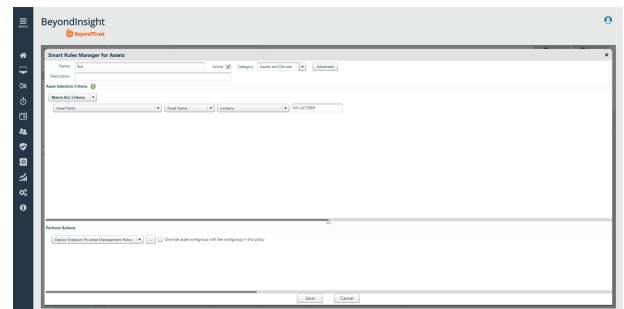 BeyondInsight
BeyondTrust
MENU
Smart Rules Manager for Assets
Name: Test Active Category: Assets and Devices Advanced
Description:
Asset Selection Criteria
Match ALL Criteria
Asset fields Asset Name contains
Perform Actions
Deploy Endpoint Privilege Management Policy ... Override asset workgroup with the workgroup in this policy
Save Cancel